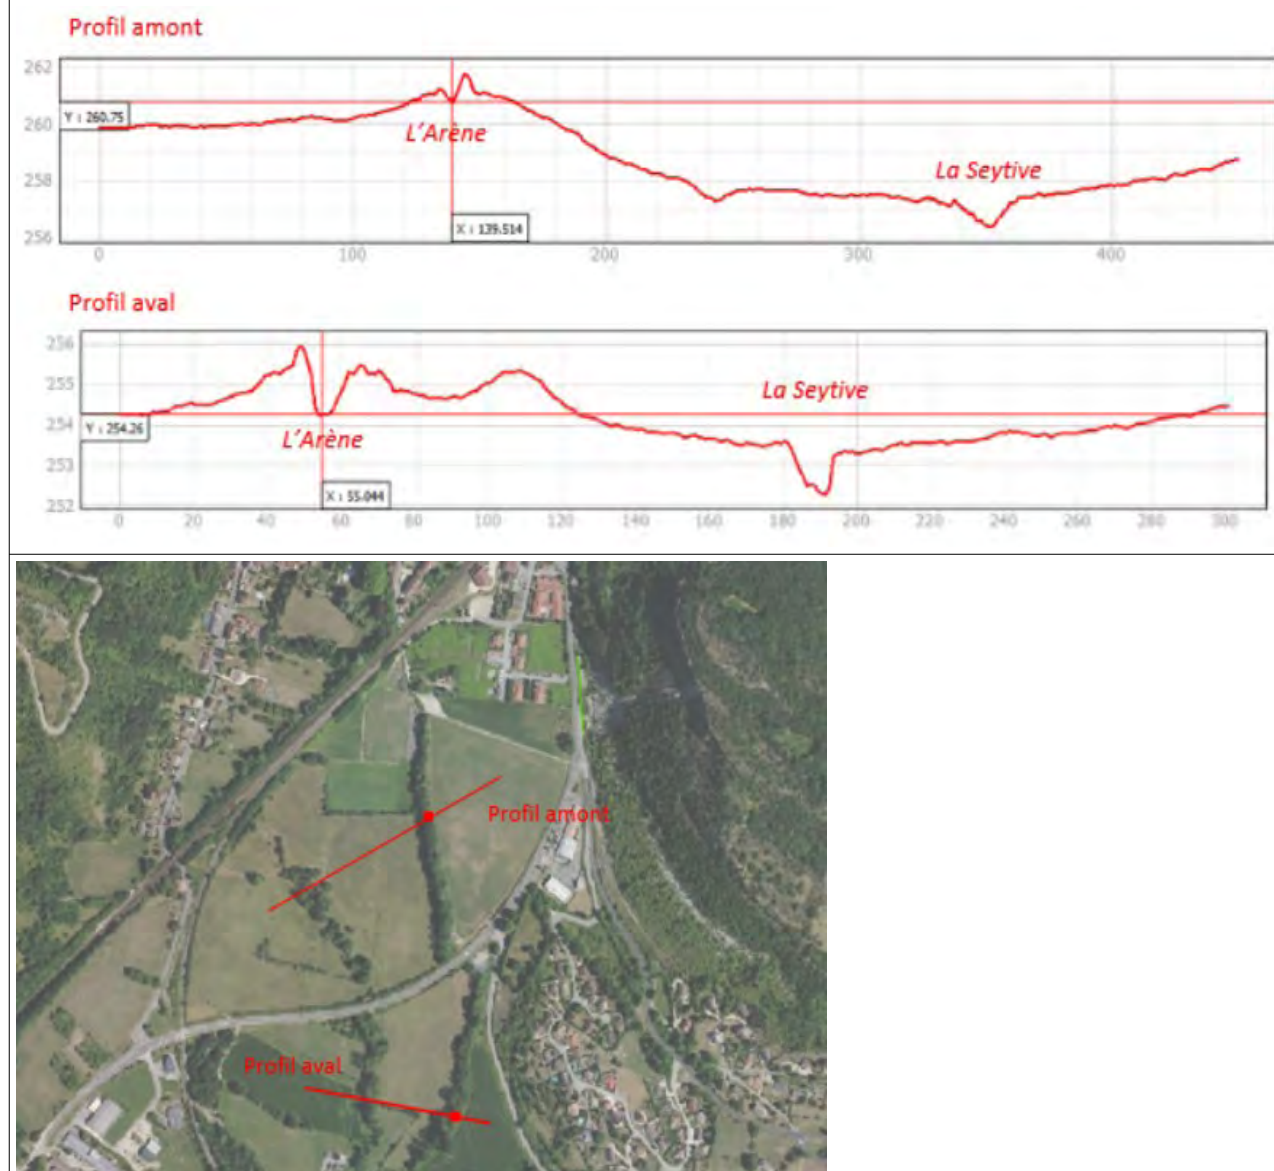 Profil amont
262
Y : 260.75
260
L'Arène
La Seytive
258
X : 139.514
256
0 100 200 300 400
Profil aval
256
255
La Seytive
254
Y : 254.26
L'Arène
253
X : 55.044
252
0 20 40 60 80 100 120 140 160 180 200 220 240 260 280 300
Profil amont
Profil aval